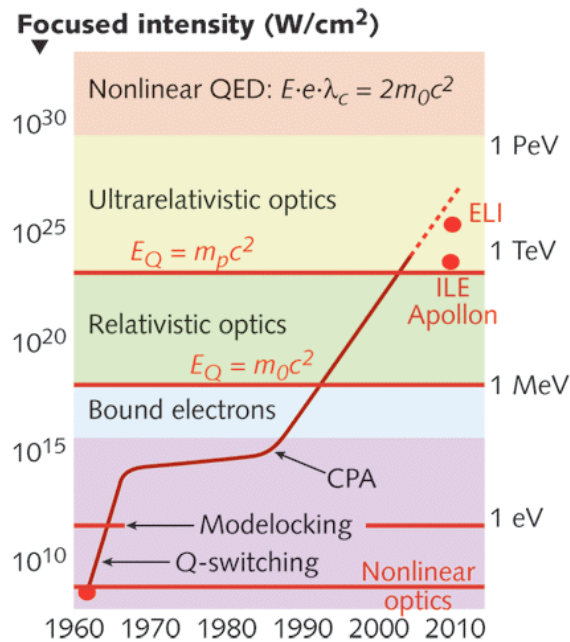 Focused intensity (W/cm²)
Nonlinear QED: E·e·λc = 2m0c²
10³⁰
1 PeV
Ultrarelativistic optics
ELI
10²⁵
EQ = mpc²
1 TeV
ILE
Apollon
Relativistic optics
10²⁰
EQ = m0c²
1 MeV
Bound electrons
10¹⁵
CPA
Modelocking
1 eV
10¹⁰
Q-switching
Nonlinear
optics
1960 1970 1980 1990 2000 2010